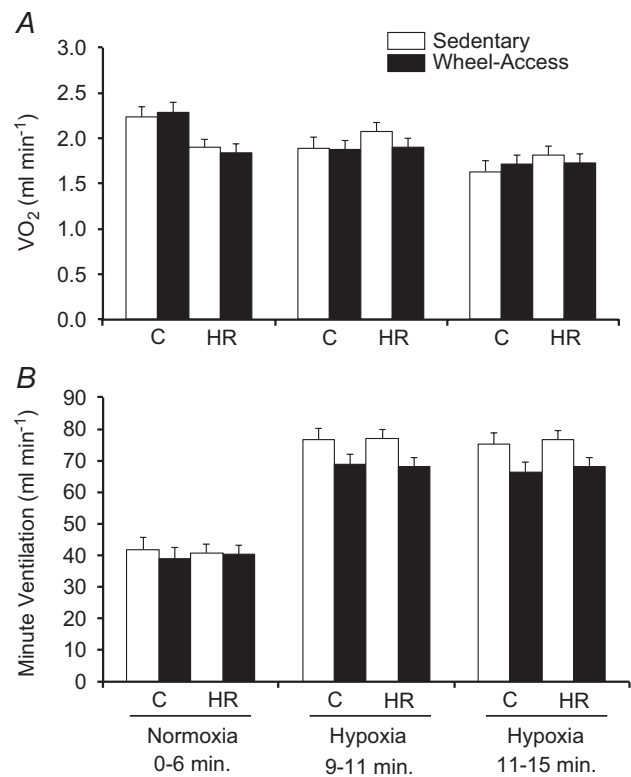 A
Sedentary
Wheel-Access
VO₂ (ml min⁻¹)
3.0
2.5
2.0
1.5
1.0
0.5
0.0
C HR C HR C HR
B
Minute Ventilation (ml min⁻¹)
90
80
70
60
50
40
30
20
10
0
C HR C HR C HR
Normoxia Hypoxia Hypoxia
0-6 min. 9-11 min. 11-15 min.